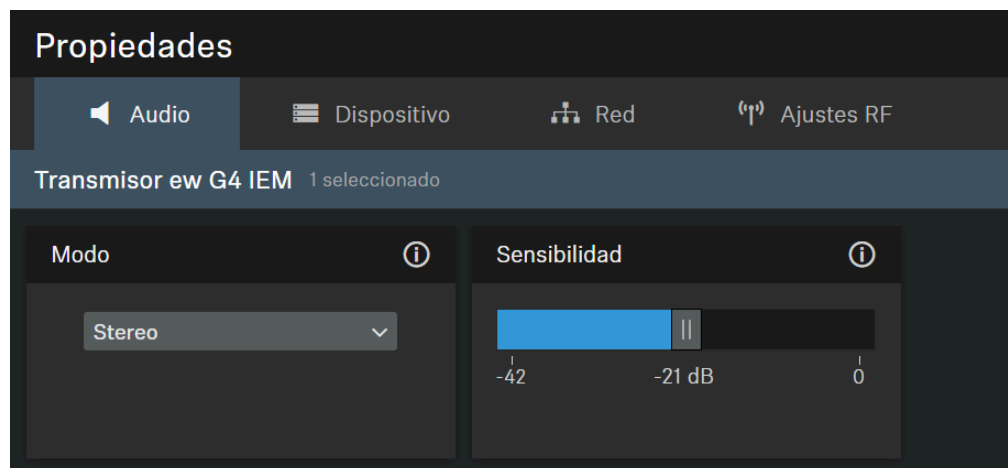 Propiedades
Audio Dispositivo Red Ajustes RF
Transmisor ew G4 IEM 1 seleccionado
Modo Sensibilidad
Stereo
-42 -21 dB 0